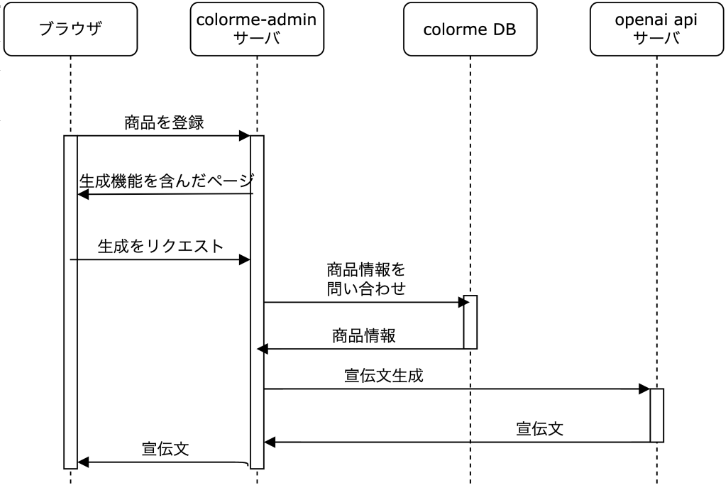 ブラウザ
colorme-admin
サーバ
colorme DB
openai api
サーバ
商品を登録
生成機能を含んだページ
生成をリクエスト
商品情報を
問い合わせ
商品情報
宣伝文生成
宣伝文
宣伝文